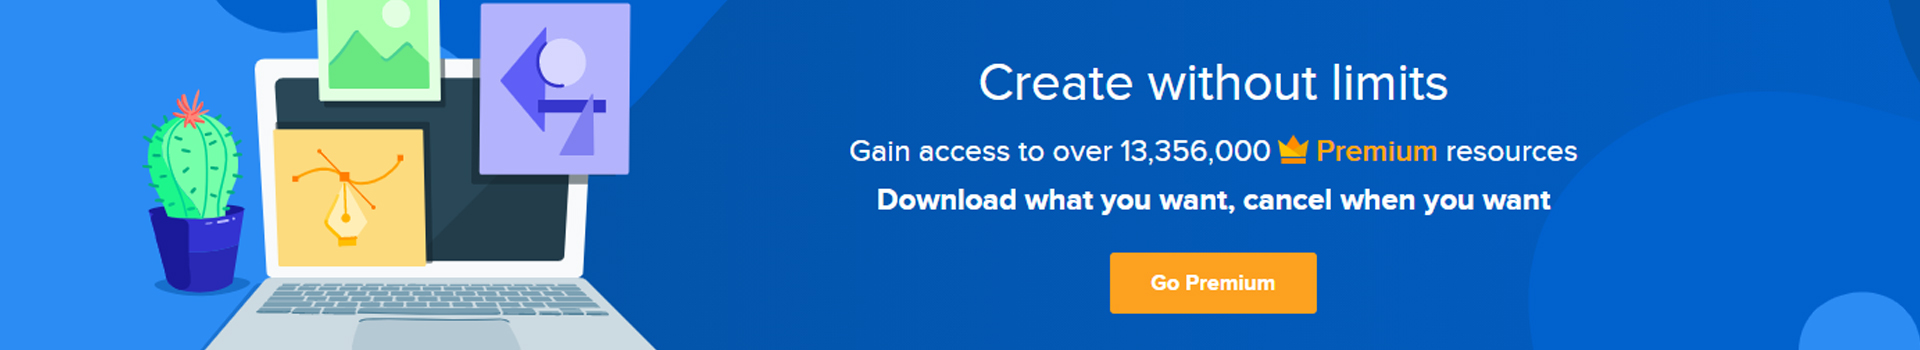 Create without limits
Gain access to over 13,356,000 Premium resources
Download what you want, cancel when you want
Go Premium